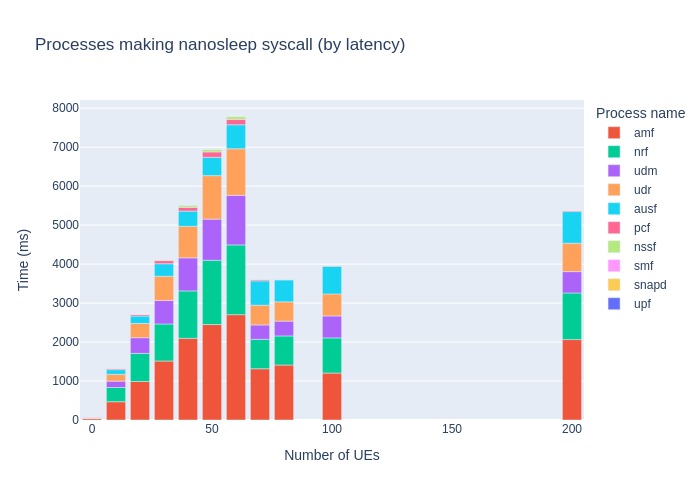 Processes making nanosleep syscall (by latency)
Process name
amf
nrf
udm
udr
ausf
pcf
nssf
smf
snapd
upf
Time (ms)
8000
7000
6000
5000
4000
3000
2000
1000
0
0 50 100 150 200
Number of UEs